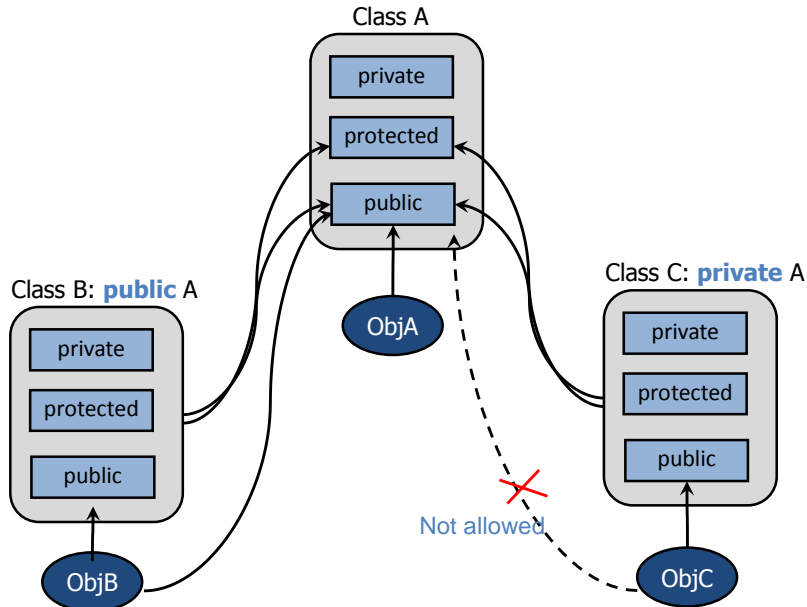 Class A
private
protected
public
ObjA
Class B: public A
private
protected
public
ObjB
Class C: private A
private
protected
public
Not allowed
ObjC